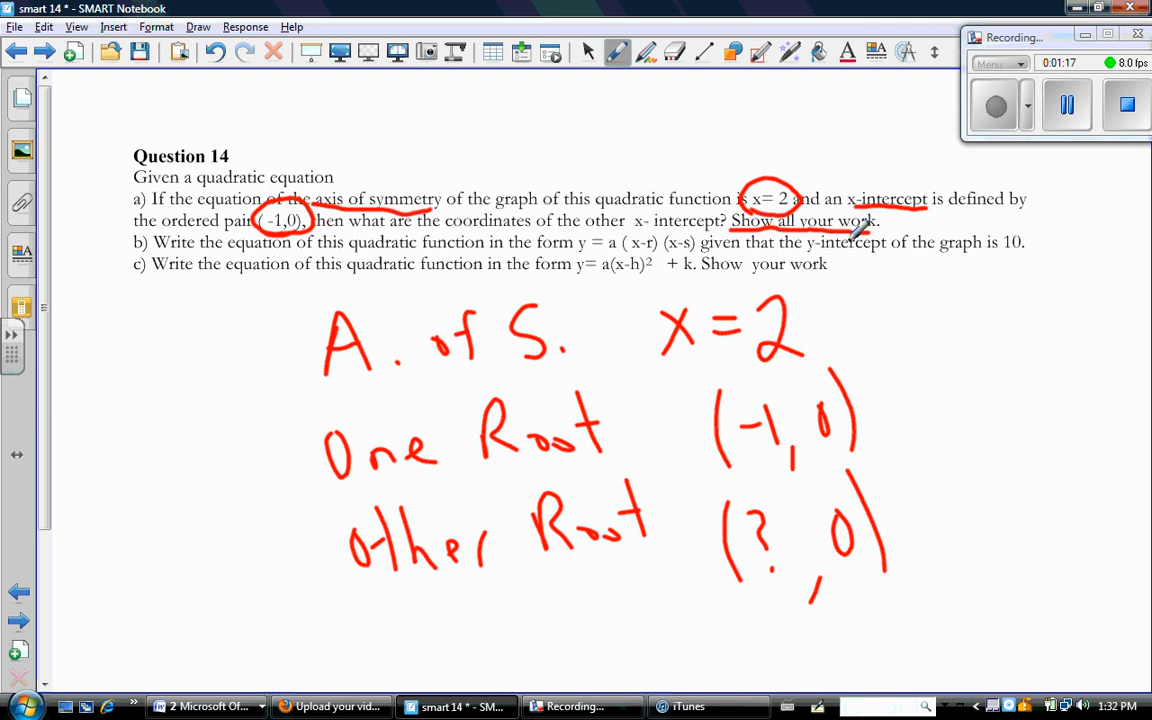 smart 14 * - SMART Notebook
File Edit View Insert Format Draw Response Help
Recording...
Menu 0:01:17 8.0 fps
Question 14
Given a quadratic equation
a) If the equation of the axis of symmetry of the graph of this quadratic function is x= 2 and an x-intercept is defined by
the ordered pair ( -1,0), then what are the coordinates of the other x- intercept? Show all your work.
b) Write the equation of this quadratic function in the form y = a ( x-r) (x-s) given that the y-intercept of the graph is 10.
c) Write the equation of this quadratic function in the form y= a(x-h)² + k. Show your work
A. of S. x = 2
One Root (-1, 0)
Other Root (?, 0)
2 Microsoft Of... Upload your vid... smart 14 * - SM... Recording... iTunes 1:32 PM